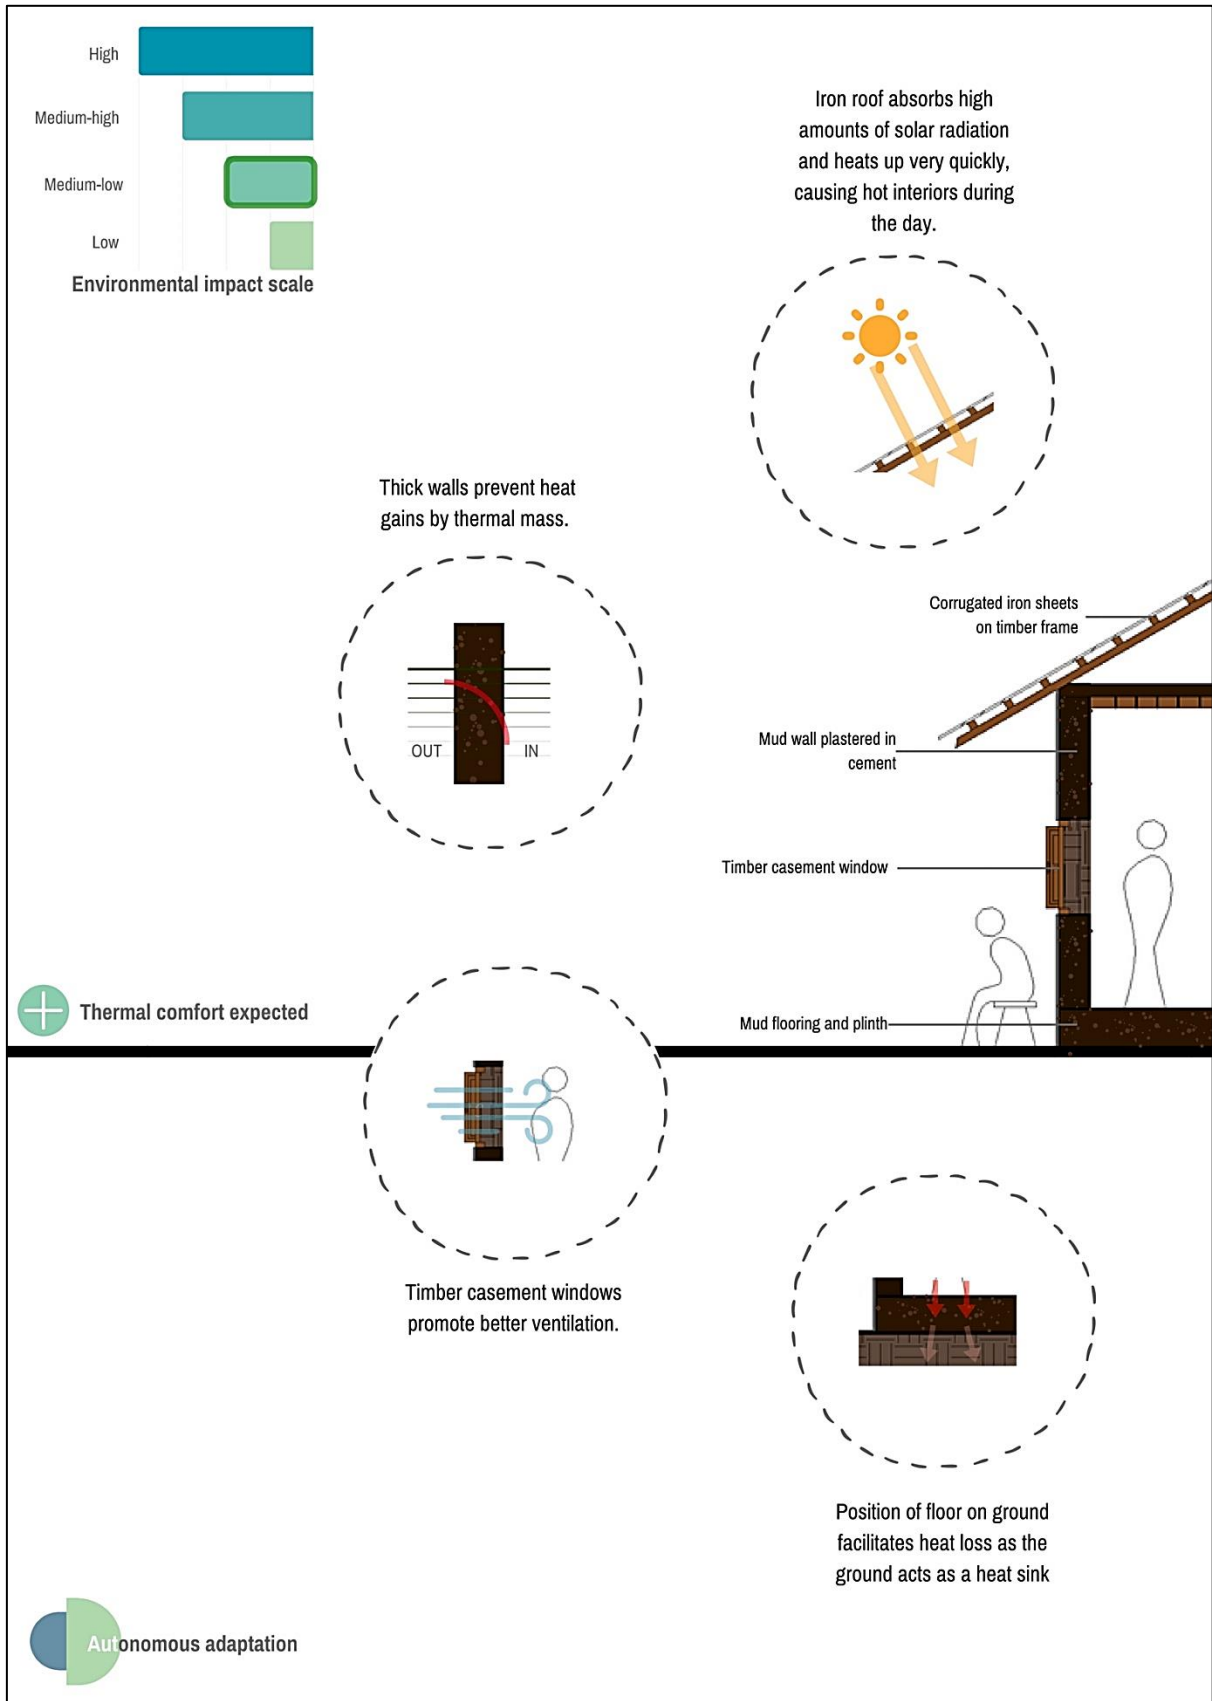 High
Medium-high
Medium-low
Low
Environmental impact scale
Iron roof absorbs high
amounts of solar radiation
and heats up very quickly,
causing hot interiors during
the day.
Thick walls prevent heat
gains by thermal mass.
OUT
IN
Corrugated iron sheets
on timber frame
Mud wall plastered in
cement
Timber casement window
Mud flooring and plinth
Thermal comfort expected
Timber casement windows
promote better ventilation.
Position of floor on ground
facilitates heat loss as the
ground acts as a heat sink
Autonomous adaptation